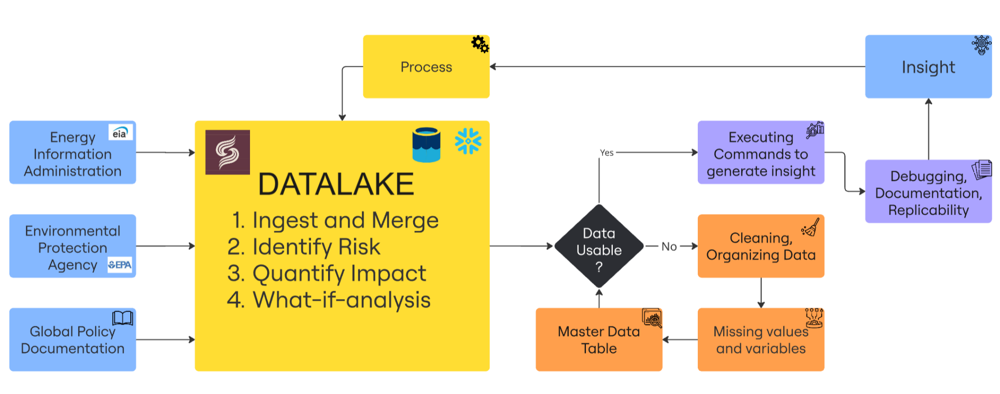 Process
Insight
Energy
Information
Administration
eia
Environmental
Protection
Agency
EPA
Global Policy
Documentation
DATALAKE
1. Ingest and Merge
2. Identify Risk
3. Quantify Impact
4. What-if-analysis
Data
Usable
?
Yes
No
Executing
Commands to
generate insight
Debugging,
Documentation,
Replicability
Cleaning,
Organizing Data
Missing values
and variables
Master Data
Table